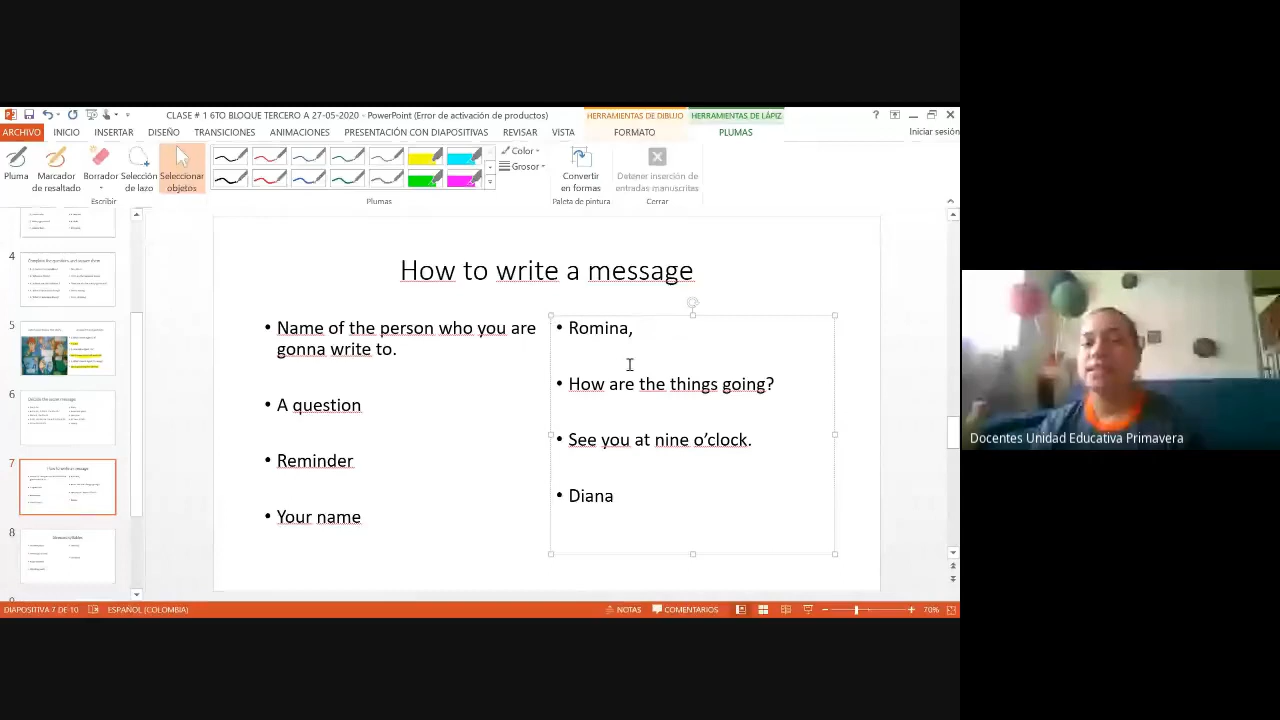 CLASE # 1 6TO BLOQUE TERCERO A 27-05-2020 - PowerPoint (Error de activación de productos)
HERRAMIENTAS DE DIBUJO
HERRAMIENTAS DE LÁPIZ
ARCHIVO INICIO INSERTAR DISEÑO TRANSICIONES ANIMACIONES PRESENTACIÓN CON DIAPOSITIVAS REVISAR VISTA FORMATO PLUMAS
Iniciar sesión
Pluma
Marcador de resaltado
Borrador
Selección de lazo
Seleccionar objetos
Color
Grosor
Convertir en formas
Detener inserción de entradas manuscritas
Escribir
Plumas
Paleta de pintura
Cerrar
4
5
6
7
8
How to write a message
• Name of the person who you are
gonna write to.
• A question
• Reminder
• Your name
• Romina,
• How are the things going?
• See you at nine o'clock.
• Diana
Docentes Unidad Educativa Primavera
DIAPOSITIVA 7 DE 10
ESPAÑOL (COLOMBIA)
NOTAS
COMENTARIOS
70%